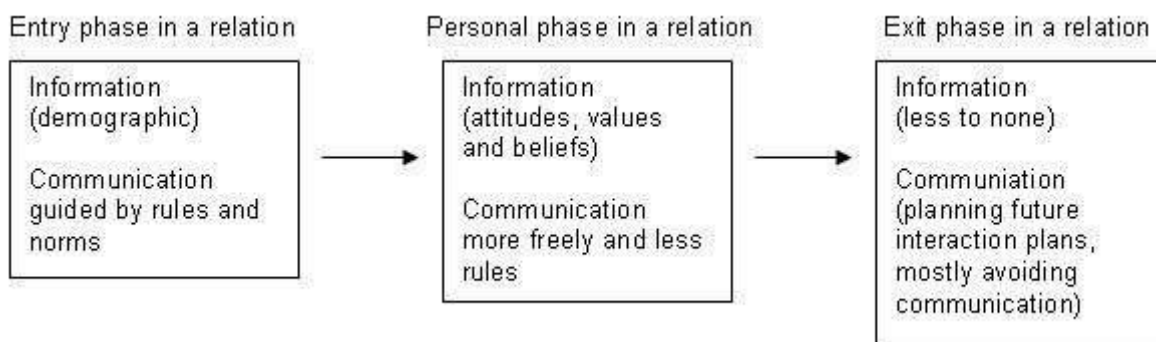 Entry phase in a relation
Information
(demographic)
Communication
guided by rules and
norms
Personal phase in a relation
Information
(attitudes, values
and beliefs)
Communication
more freely and less
rules
Exit phase in a relation
Information
(less to none)
Communiation
(planning future
interaction plans,
mostly avoiding
communication)